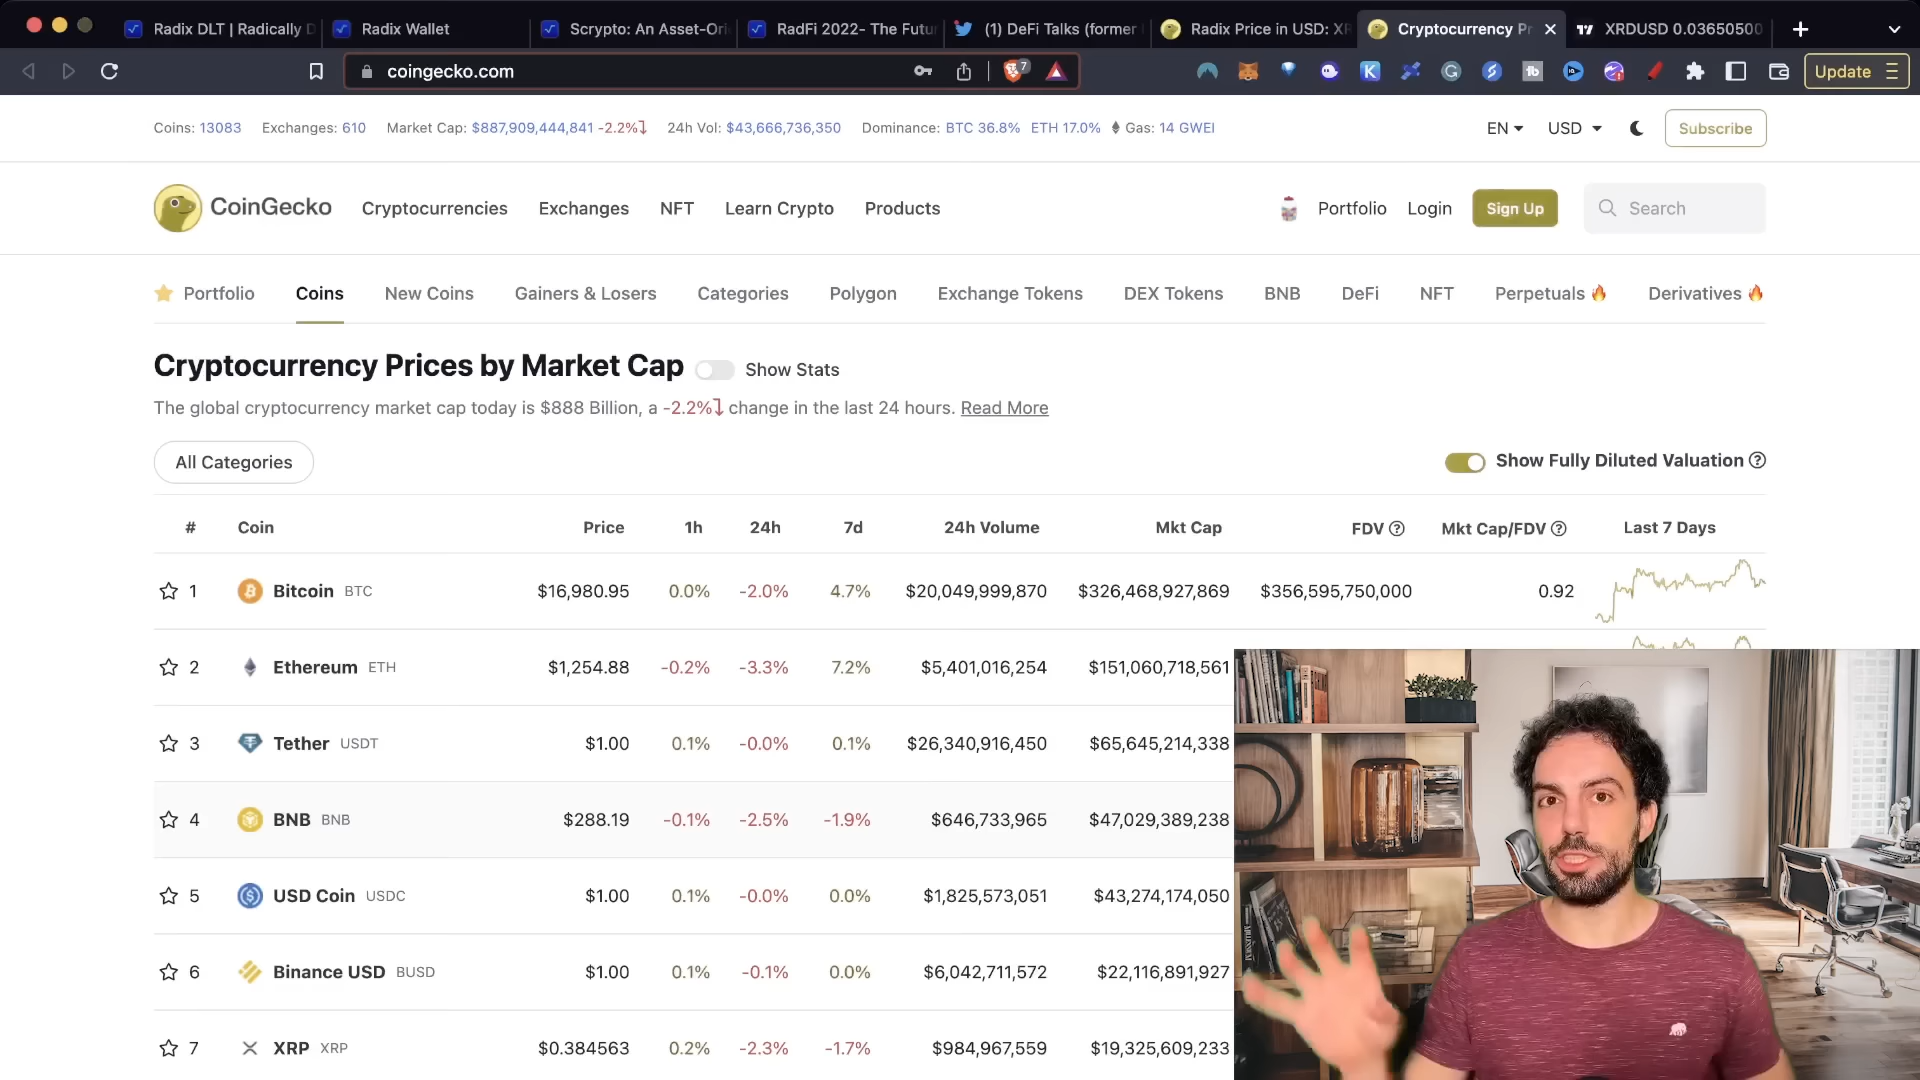 Radix DLT | Radically D
Radix Wallet
Scrypto: An Asset-Ori
RadFi 2022- The Futur
(1) DeFi Talks (former
Radix Price in USD: XR
Cryptocurrency Pr
XRDUSD 0.03650500
coingecko.com
7
Update
Coins: 13083 Exchanges: 610 Market Cap: $887,909,444,841 -2.2% 24h Vol: $43,666,736,350 Dominance: BTC 36.8% ETH 17.0% Gas: 14 GWEI
EN USD Subscribe
CoinGecko Cryptocurrencies Exchanges NFT Learn Crypto Products
Portfolio Login Sign Up Search
Portfolio Coins New Coins Gainers & Losers Categories Polygon Exchange Tokens DEX Tokens BNB DeFi NFT Perpetuals Derivatives
Cryptocurrency Prices by Market Cap Show Stats
The global cryptocurrency market cap today is $888 Billion, a -2.2% change in the last 24 hours. Read More
All Categories Show Fully Diluted Valuation
# Coin Price 1h 24h 7d 24h Volume Mkt Cap FDV Mkt Cap/FDV Last 7 Days
1 Bitcoin BTC $16,980.95 0.0% -2.0% 4.7% $20,049,999,870 $326,468,927,869 $356,595,750,000 0.92
2 Ethereum ETH $1,254.88 -0.2% -3.3% 7.2% $5,401,016,254 $151,060,718,561
3 Tether USDT $1.00 0.1% -0.0% 0.1% $26,340,916,450 $65,645,214,338
4 BNB BNB $288.19 -0.1% -2.5% -1.9% $646,733,965 $47,029,389,238
5 USD Coin USDC $1.00 0.1% -0.0% 0.0% $1,825,573,051 $43,274,174,050
6 Binance USD BUSD $1.00 0.1% -0.1% 0.0% $6,042,711,572 $22,116,891,927
7 XRP XRP $0.384563 0.2% -2.3% -1.7% $984,967,559 $19,325,609,233